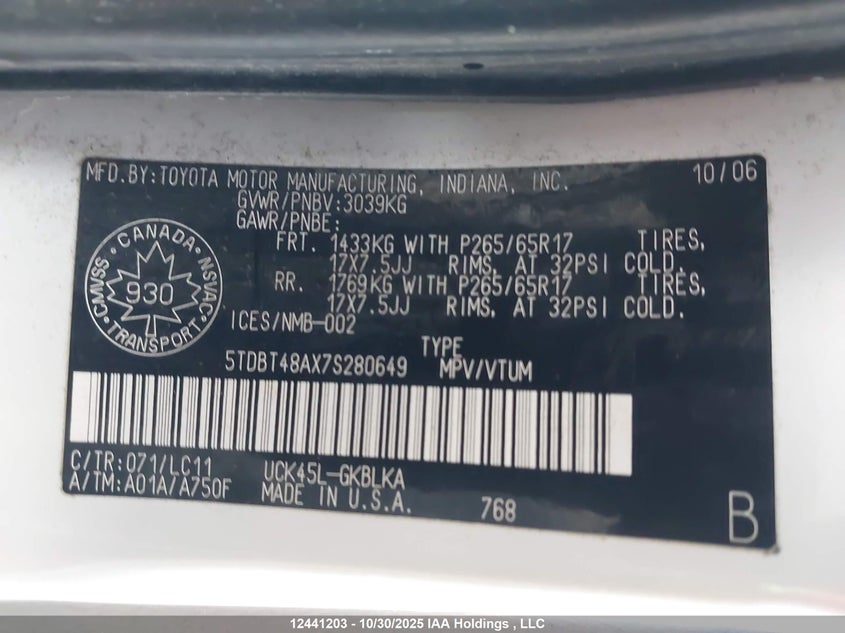 MFD.BY:TOYOTA MOTOR MANUFACTURING, INDIANA, INC. 10/06
GVWR/PNBV:3039KG
GAWR/PNBE:
FRT. 1433KG WITH P265/65R17 TIRES,
17X7.5JJ RIMS, AT 32PSI COLD.
RR. 1769KG WITH P265/65R17 TIRES,
17X7.5JJ RIMS, AT 32PSI COLD.
ICES/NMB-002
CANADA
CMVSS 930 NSVAC
TRANSPORT
TYPE
5TDBT48AX7S280649 MPV/VTUM
C/TR:071/LC11 UCK45L-GKBLKA
A/TM:A01A/A750F MADE IN U.S.A. 768
B
12441203 - 10/30/2025 IAA Holdings , LLC